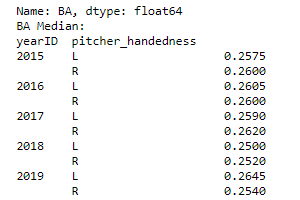 Name: BA, dtype: float64
BA Median:
yearID pitcher_handedness
2015 L 0.2575
R 0.2600
2016 L 0.2605
R 0.2600
2017 L 0.2590
R 0.2620
2018 L 0.2500
R 0.2520
2019 L 0.2645
R 0.2540